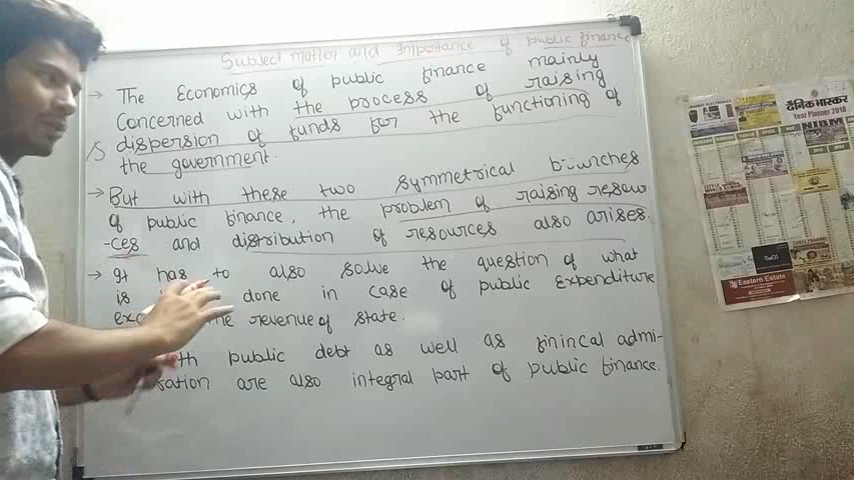 Subject matter and Importance of public finance
→ The Economics of public finance mainly
Concerned with the process of raising
dispersion of funds for the functioning of
the government.
→ But with these two symmetrical brunches
of public finance, the problem of raising resour
-ces and distribution of resources also arises.
→ It has to also solve the question of what
is done in case of public Expenditure
the revenue of state.
public debt as well as finincal admi-
are also integral part of public finance.
दैनिक भास्कर
Year Planner 2018
NIBM
Eastern Estate